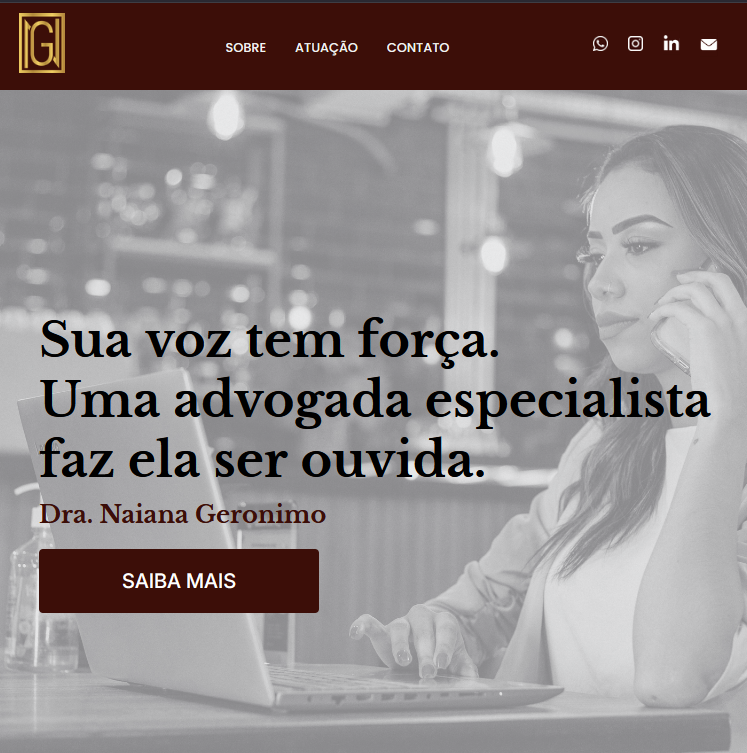 SOBRE ATUAÇÃO CONTATO
Sua voz tem força.
Uma advogada especialista
faz ela ser ouvida.
Dra. Naiana Geronimo
SAIBA MAIS